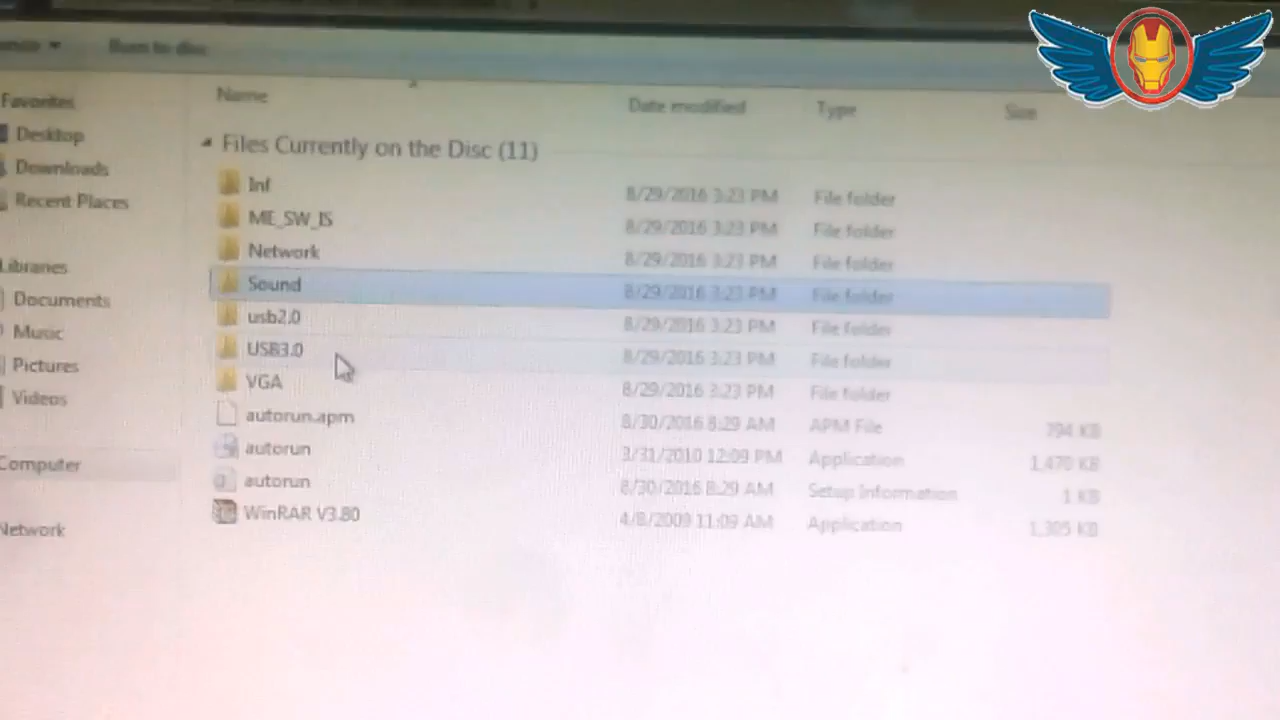 Burn to disc
Favorites
Desktop
Downloads
Recent Places
Libraries
Documents
Music
Pictures
Videos
Computer
Network
Name Date modified Type Size
Files Currently on the Disc (11)
Inf 8/29/2016 3:23 PM File folder
ME_SW_IS 8/29/2016 3:23 PM File folder
Network 8/29/2016 3:23 PM File folder
Sound 8/29/2016 3:23 PM File folder
usb2.0 8/29/2016 3:23 PM File folder
USB3.0 8/29/2016 3:23 PM File folder
VGA 8/29/2016 3:23 PM File folder
autorun.apm 8/30/2016 8:29 AM APM File 794 KB
autorun 3/31/2010 12:09 PM Application 1,470 KB
autorun 8/30/2016 8:29 AM Setup Information 1 KB
WinRAR V3.80 4/8/2009 11:09 AM Application 1,305 KB